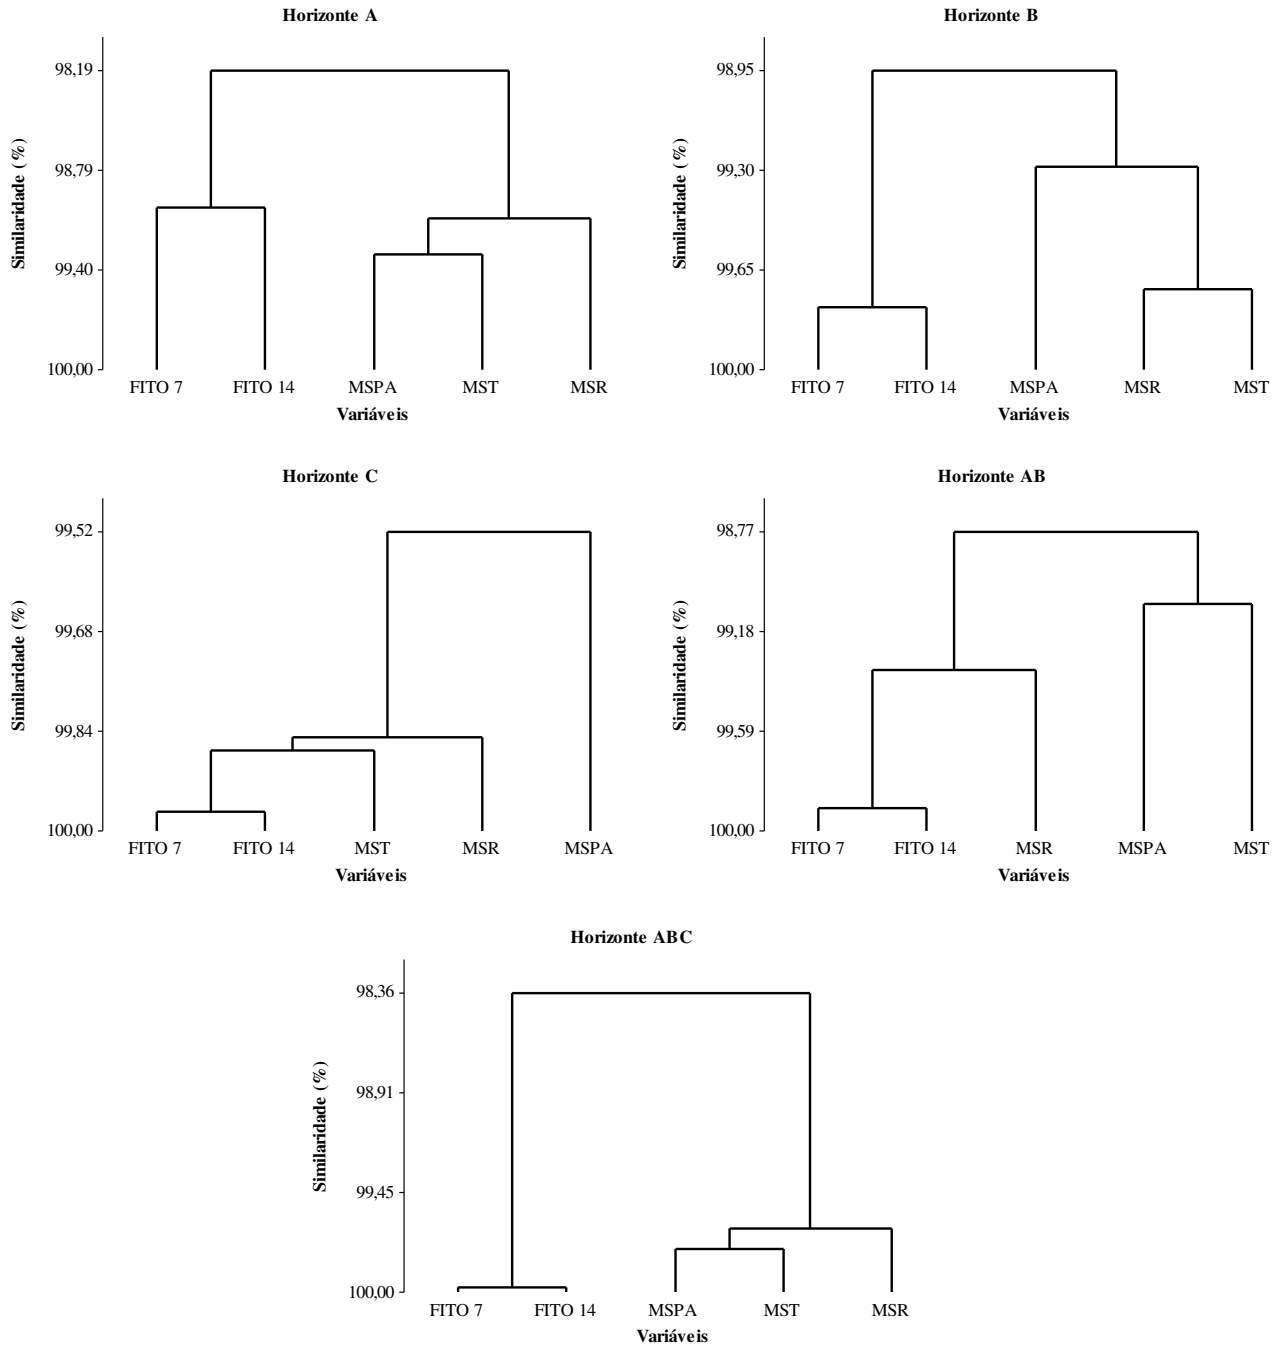 Horizonte A
98,19
98,79
99,40
100,00
Similaridade (%)
FITO 7 FITO 14 MSPA MST MSR
Variáveis
Horizonte B
98,95
99,30
99,65
100,00
Similaridade (%)
FITO 7 FITO 14 MSPA MSR MST
Variáveis
Horizonte C
99,52
99,68
99,84
100,00
Similaridade (%)
FITO 7 FITO 14 MST MSR MSPA
Variáveis
Horizonte AB
98,77
99,18
99,59
100,00
Similaridade (%)
FITO 7 FITO 14 MSR MSPA MST
Variáveis
Horizonte ABC
98,36
98,91
99,45
100,00
Similaridade (%)
FITO 7 FITO 14 MSPA MST MSR
Variáveis